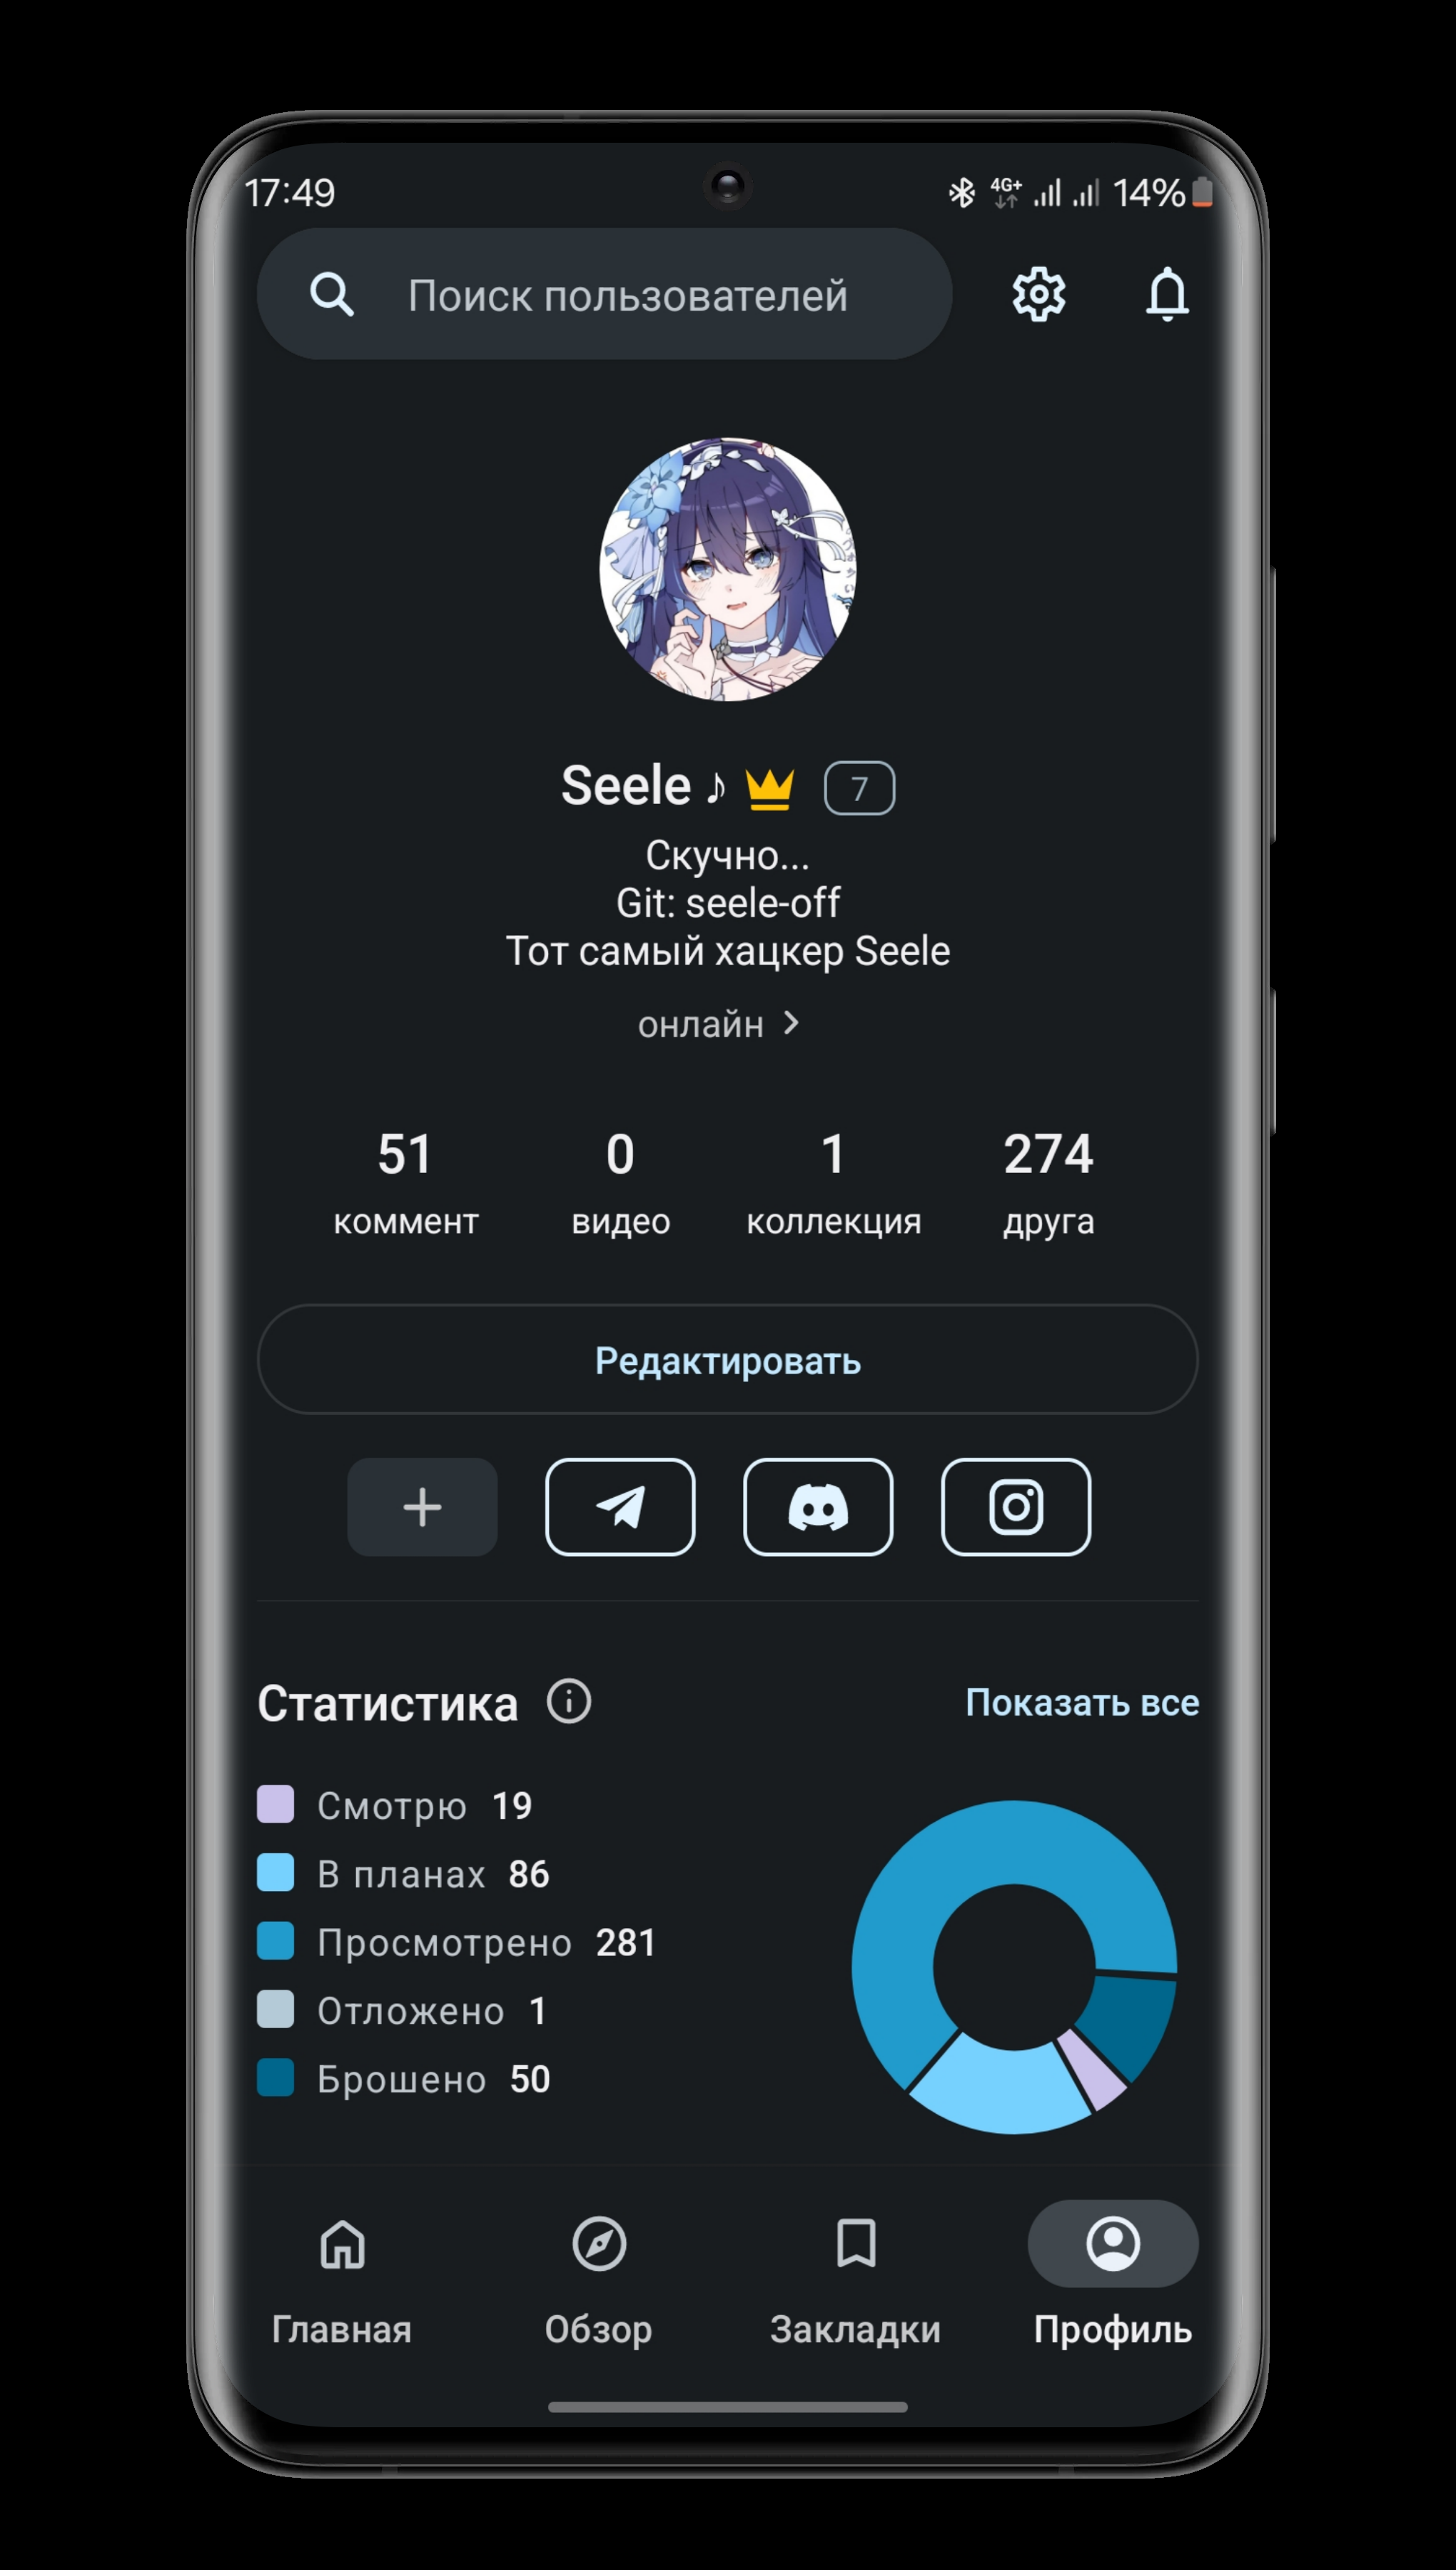 17:49 4G+ 14%
Поиск пользователей
Seele ♪ 7
Скучно...
Git: seele-off
Тот самый хацкер Seele
онлайн >
51 0 1 274
коммент видео коллекция друга
Редактировать
Статистика Показать все
Смотрю 19
В планах 86
Просмотрено 281
Отложено 1
Брошено 50
Главная Обзор Закладки Профиль